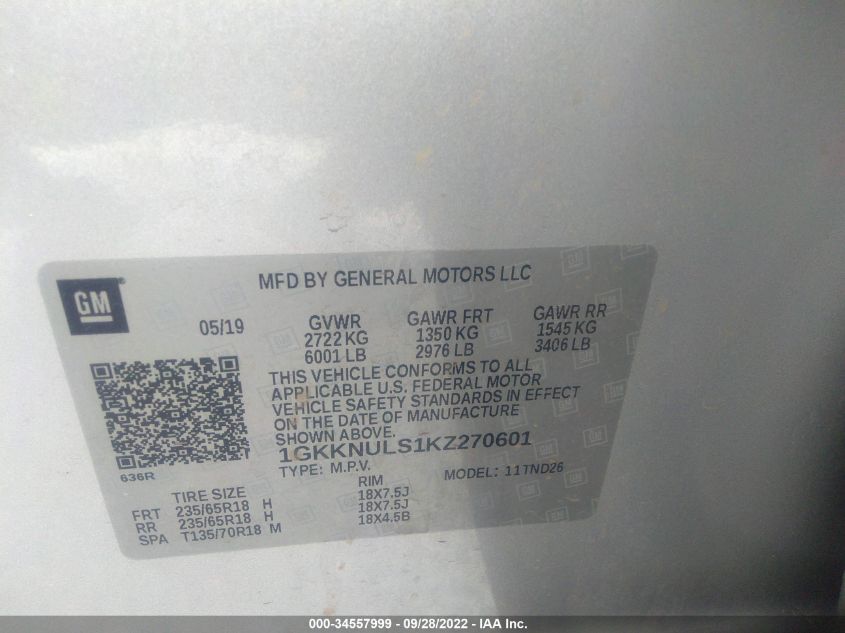 MFD BY GENERAL MOTORS LLC
GM
05/19 GVWR GAWR FRT GAWR RR
2722 KG 1350 KG 1545 KG
6001 LB 2976 LB 3406 LB
THIS VEHICLE CONFORMS TO ALL
APPLICABLE U.S. FEDERAL MOTOR
VEHICLE SAFETY STANDARDS IN EFFECT
ON THE DATE OF MANUFACTURE
SHOWN ABOVE.
1GKKNULS1KZ270601
636R TYPE: M.P.V. MODEL: 11TND26
TIRE SIZE RIM
FRT 235/65R18 H 18X7.5J
RR 235/65R18 H 18X7.5J
SPA T135/70R18 M 18X4.5B
000-34557999 - 09/28/2022 - IAA Inc.